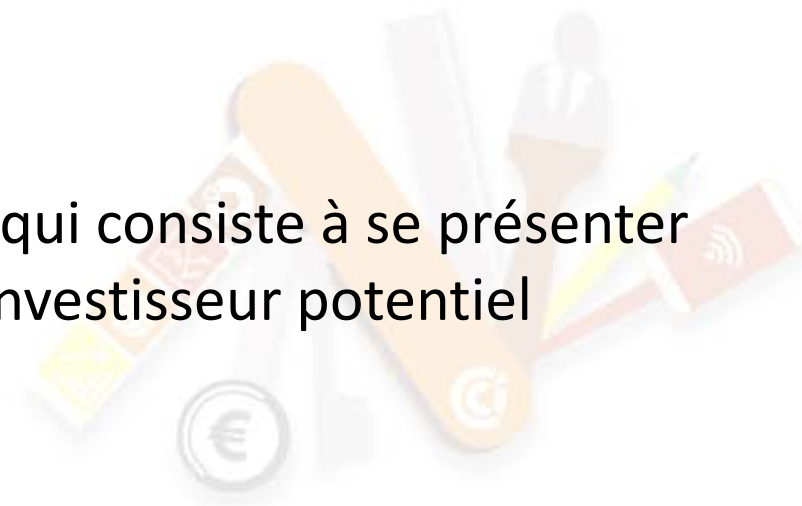 qui consiste à se présenter
nvestisseur potentiel
€